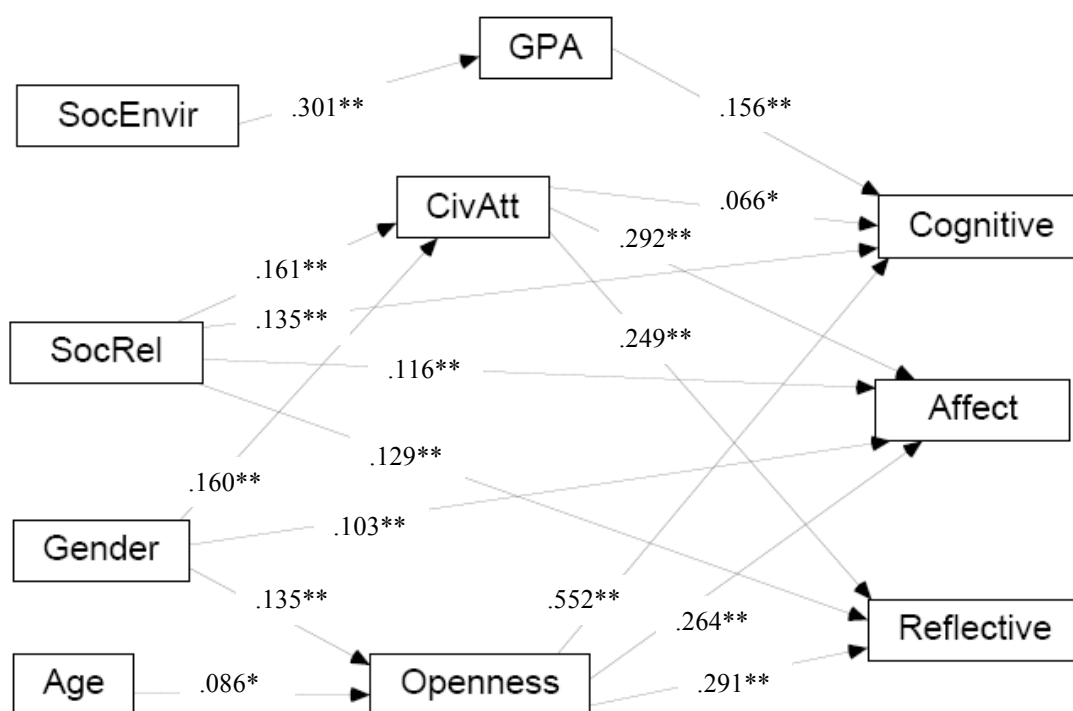 GPA
SocEnvir
.301**
.156**
CivAtt
.066*
Cognitive
.292**
.161**
.135**
SocRel
.249**
.116**
Affect
.129**
.160**
.103**
Gender
.135**
.552**
.264**
Reflective
Age
.086*
Openness
.291**